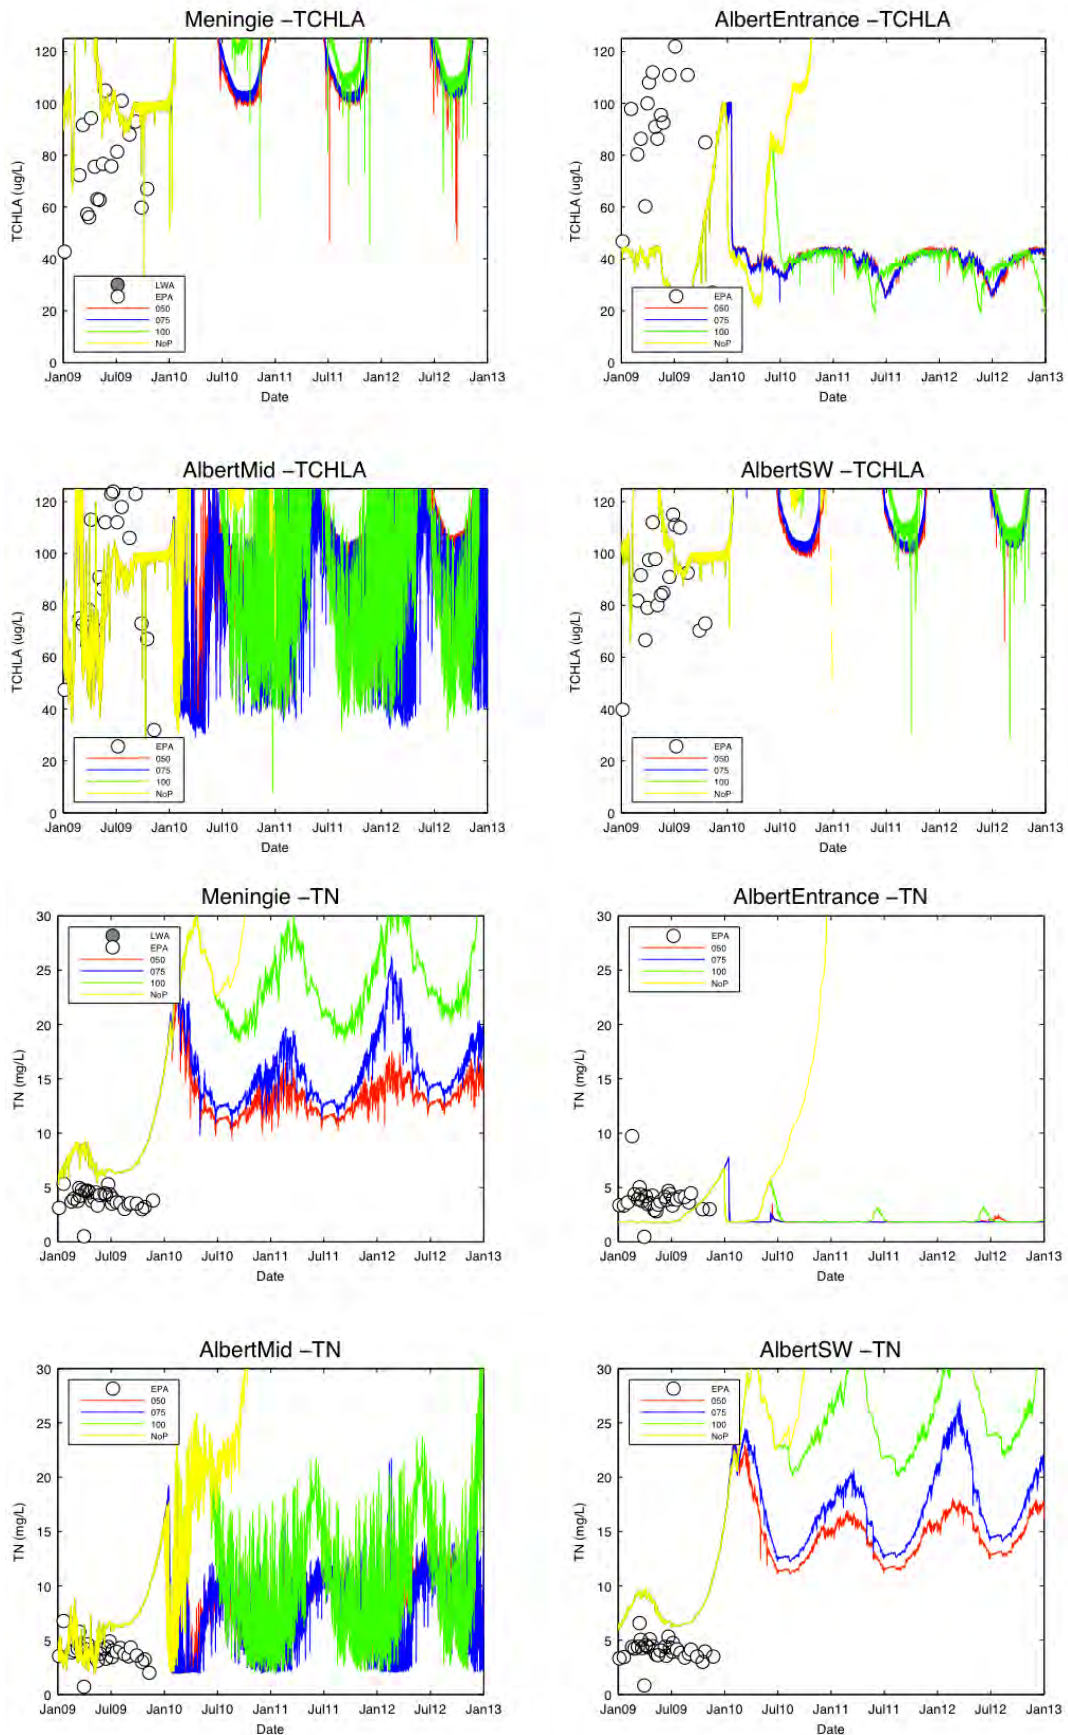 Meningie –TCHLA
120
100
80
60
40
20
0
TCHLA (ug/L)
LWA
EPA
050
075
100
NoP
Jan09 Jul09 Jan10 Jul10 Jan11 Jul11 Jan12 Jul12 Jan13
Date
AlbertEntrance –TCHLA
120
100
80
60
40
20
0
TCHLA (ug/L)
EPA
050
075
100
NoP
Jan09 Jul09 Jan10 Jul10 Jan11 Jul11 Jan12 Jul12 Jan13
Date
AlbertMid –TCHLA
120
100
80
60
40
20
0
TCHLA (ug/L)
EPA
050
075
100
NoP
Jan09 Jul09 Jan10 Jul10 Jan11 Jul11 Jan12 Jul12 Jan13
Date
AlbertSW –TCHLA
120
100
80
60
40
20
0
TCHLA (ug/L)
EPA
050
075
100
NoP
Jan09 Jul09 Jan10 Jul10 Jan11 Jul11 Jan12 Jul12 Jan13
Date
Meningie –TN
30
25
20
15
10
5
0
TN (mg/L)
LWA
EPA
050
075
100
NoP
Jan09 Jul09 Jan10 Jul10 Jan11 Jul11 Jan12 Jul12 Jan13
Date
AlbertEntrance –TN
30
25
20
15
10
5
0
TN (mg/L)
EPA
050
075
100
NoP
Jan09 Jul09 Jan10 Jul10 Jan11 Jul11 Jan12 Jul12 Jan13
Date
AlbertMid –TN
30
25
20
15
10
5
0
TN (mg/L)
EPA
050
075
100
NoP
Jan09 Jul09 Jan10 Jul10 Jan11 Jul11 Jan12 Jul12 Jan13
Date
AlbertSW –TN
30
25
20
15
10
5
0
TN (mg/L)
EPA
050
075
100
NoP
Jan09 Jul09 Jan10 Jul10 Jan11 Jul11 Jan12 Jul12 Jan13
Date